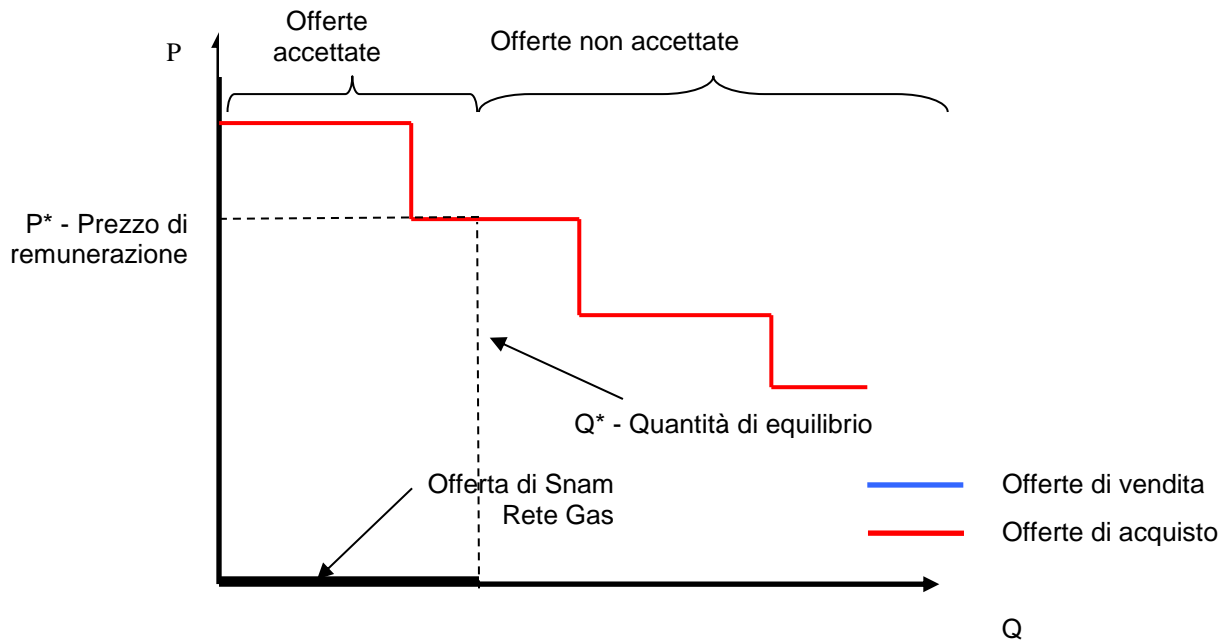 Offerte
accettate
Offerte non accettate
P
P* - Prezzo di
remunerazione
Q* - Quantità di equilibrio
Offerta di Snam
Rete Gas
Offerte di vendita
Offerte di acquisto
Q